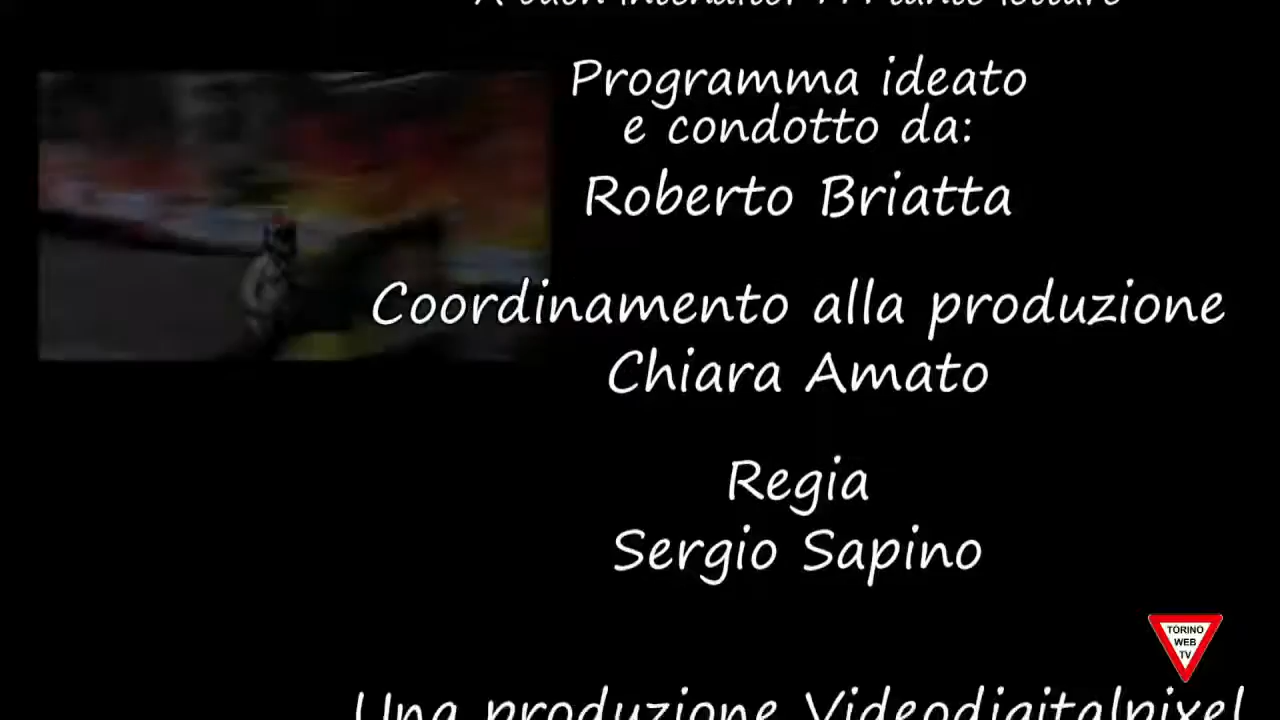 Programma ideato
e condotto da:
Roberto Briatta
Coordinamento alla produzione
Chiara Amato
Regia
Sergio Sapino
TORINO
WEB
TV
Una produzione Videodigitalpixel